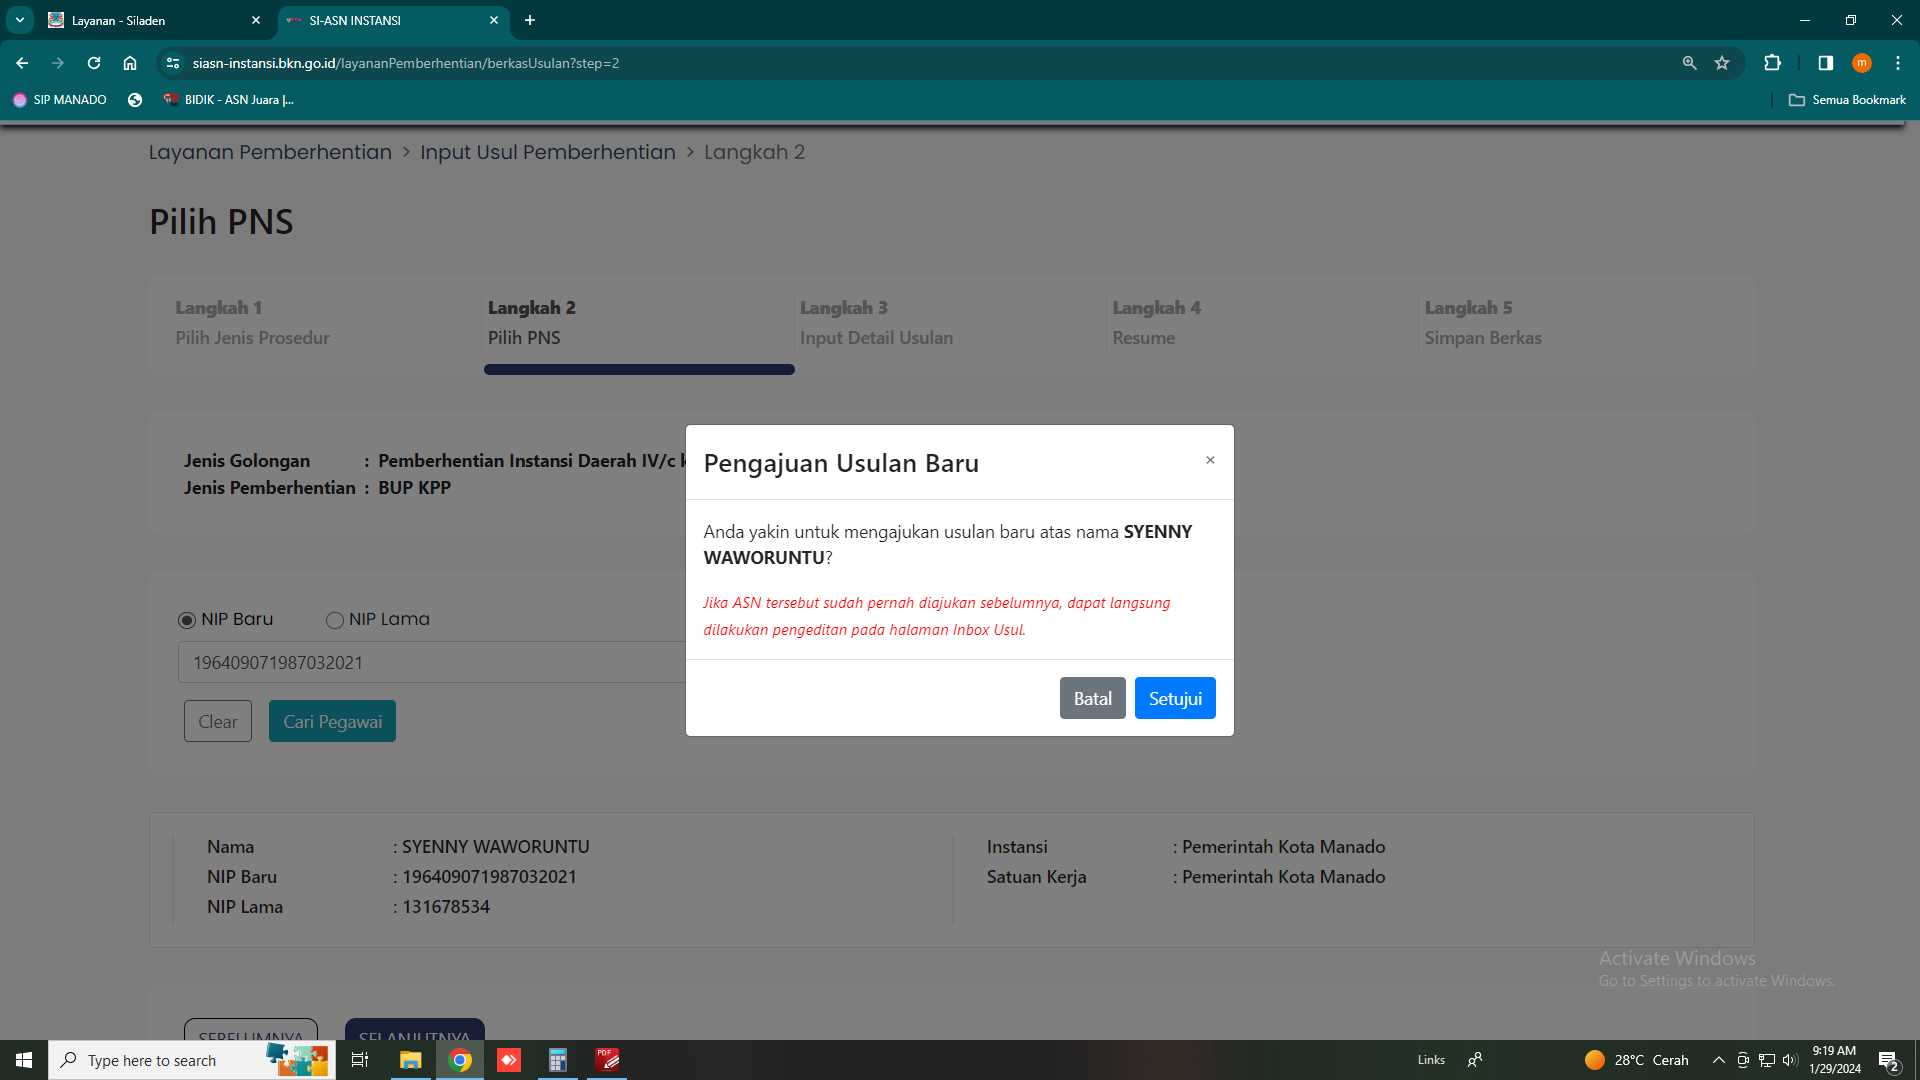 Layanan - Siladen
SI-ASN INSTANSI
siasn-instansi.bkn.go.id/layananPemberhentian/berkasUsulan?step=2
m
SIP MANADO
BIDIK - ASN Juara |...
Semua Bookmark
Layanan Pemberhentian > Input Usul Pemberhentian > Langkah 2
Pilih PNS
Langkah 1
Pilih Jenis Prosedur
Langkah 2
Pilih PNS
Langkah 3
Input Detail Usulan
Langkah 4
Resume
Langkah 5
Simpan Berkas
Jenis Golongan : Pemberhentian Instansi Daerah IV/c k
Jenis Pemberhentian : BUP KPP
Pengajuan Usulan Baru
×
Anda yakin untuk mengajukan usulan baru atas nama SYENNY
WAWORUNTU?
Jika ASN tersebut sudah pernah diajukan sebelumnya, dapat langsung
dilakukan pengeditan pada halaman Inbox Usul.
Batal
Setujui
NIP Baru
NIP Lama
196409071987032021
Clear
Cari Pegawai
Nama : SYENNY WAWORUNTU
NIP Baru : 196409071987032021
NIP Lama : 131678534
Instansi : Pemerintah Kota Manado
Satuan Kerja : Pemerintah Kota Manado
Activate Windows
Go to Settings to activate Windows.
SEBELUMNYA
SELANJUTNYA
Type here to search
PDF
Links
28°C Cerah
9:19 AM
1/29/2024
2